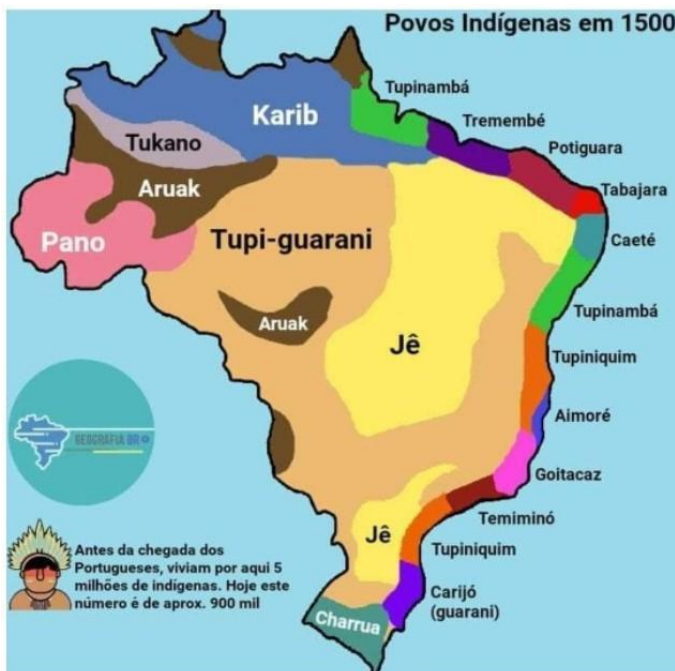 Povos Indígenas em 1500
Tupinambá
Karib
Tremembé
Tukano
Potiguara
Aruak
Tabajara
Pano
Tupi-guarani
Caeté
Aruak
Tupinambá
Jê
Tupiniquim
Aimoré
GEOGRAFIA BR
Goitacaz
Temiminó
Jê
Tupiniquim
Antes da chegada dos
Portugueses, viviam por aqui 5
milhões de indígenas. Hoje este
número é de aprox. 900 mil
Carijó
(guarani)
Charrua